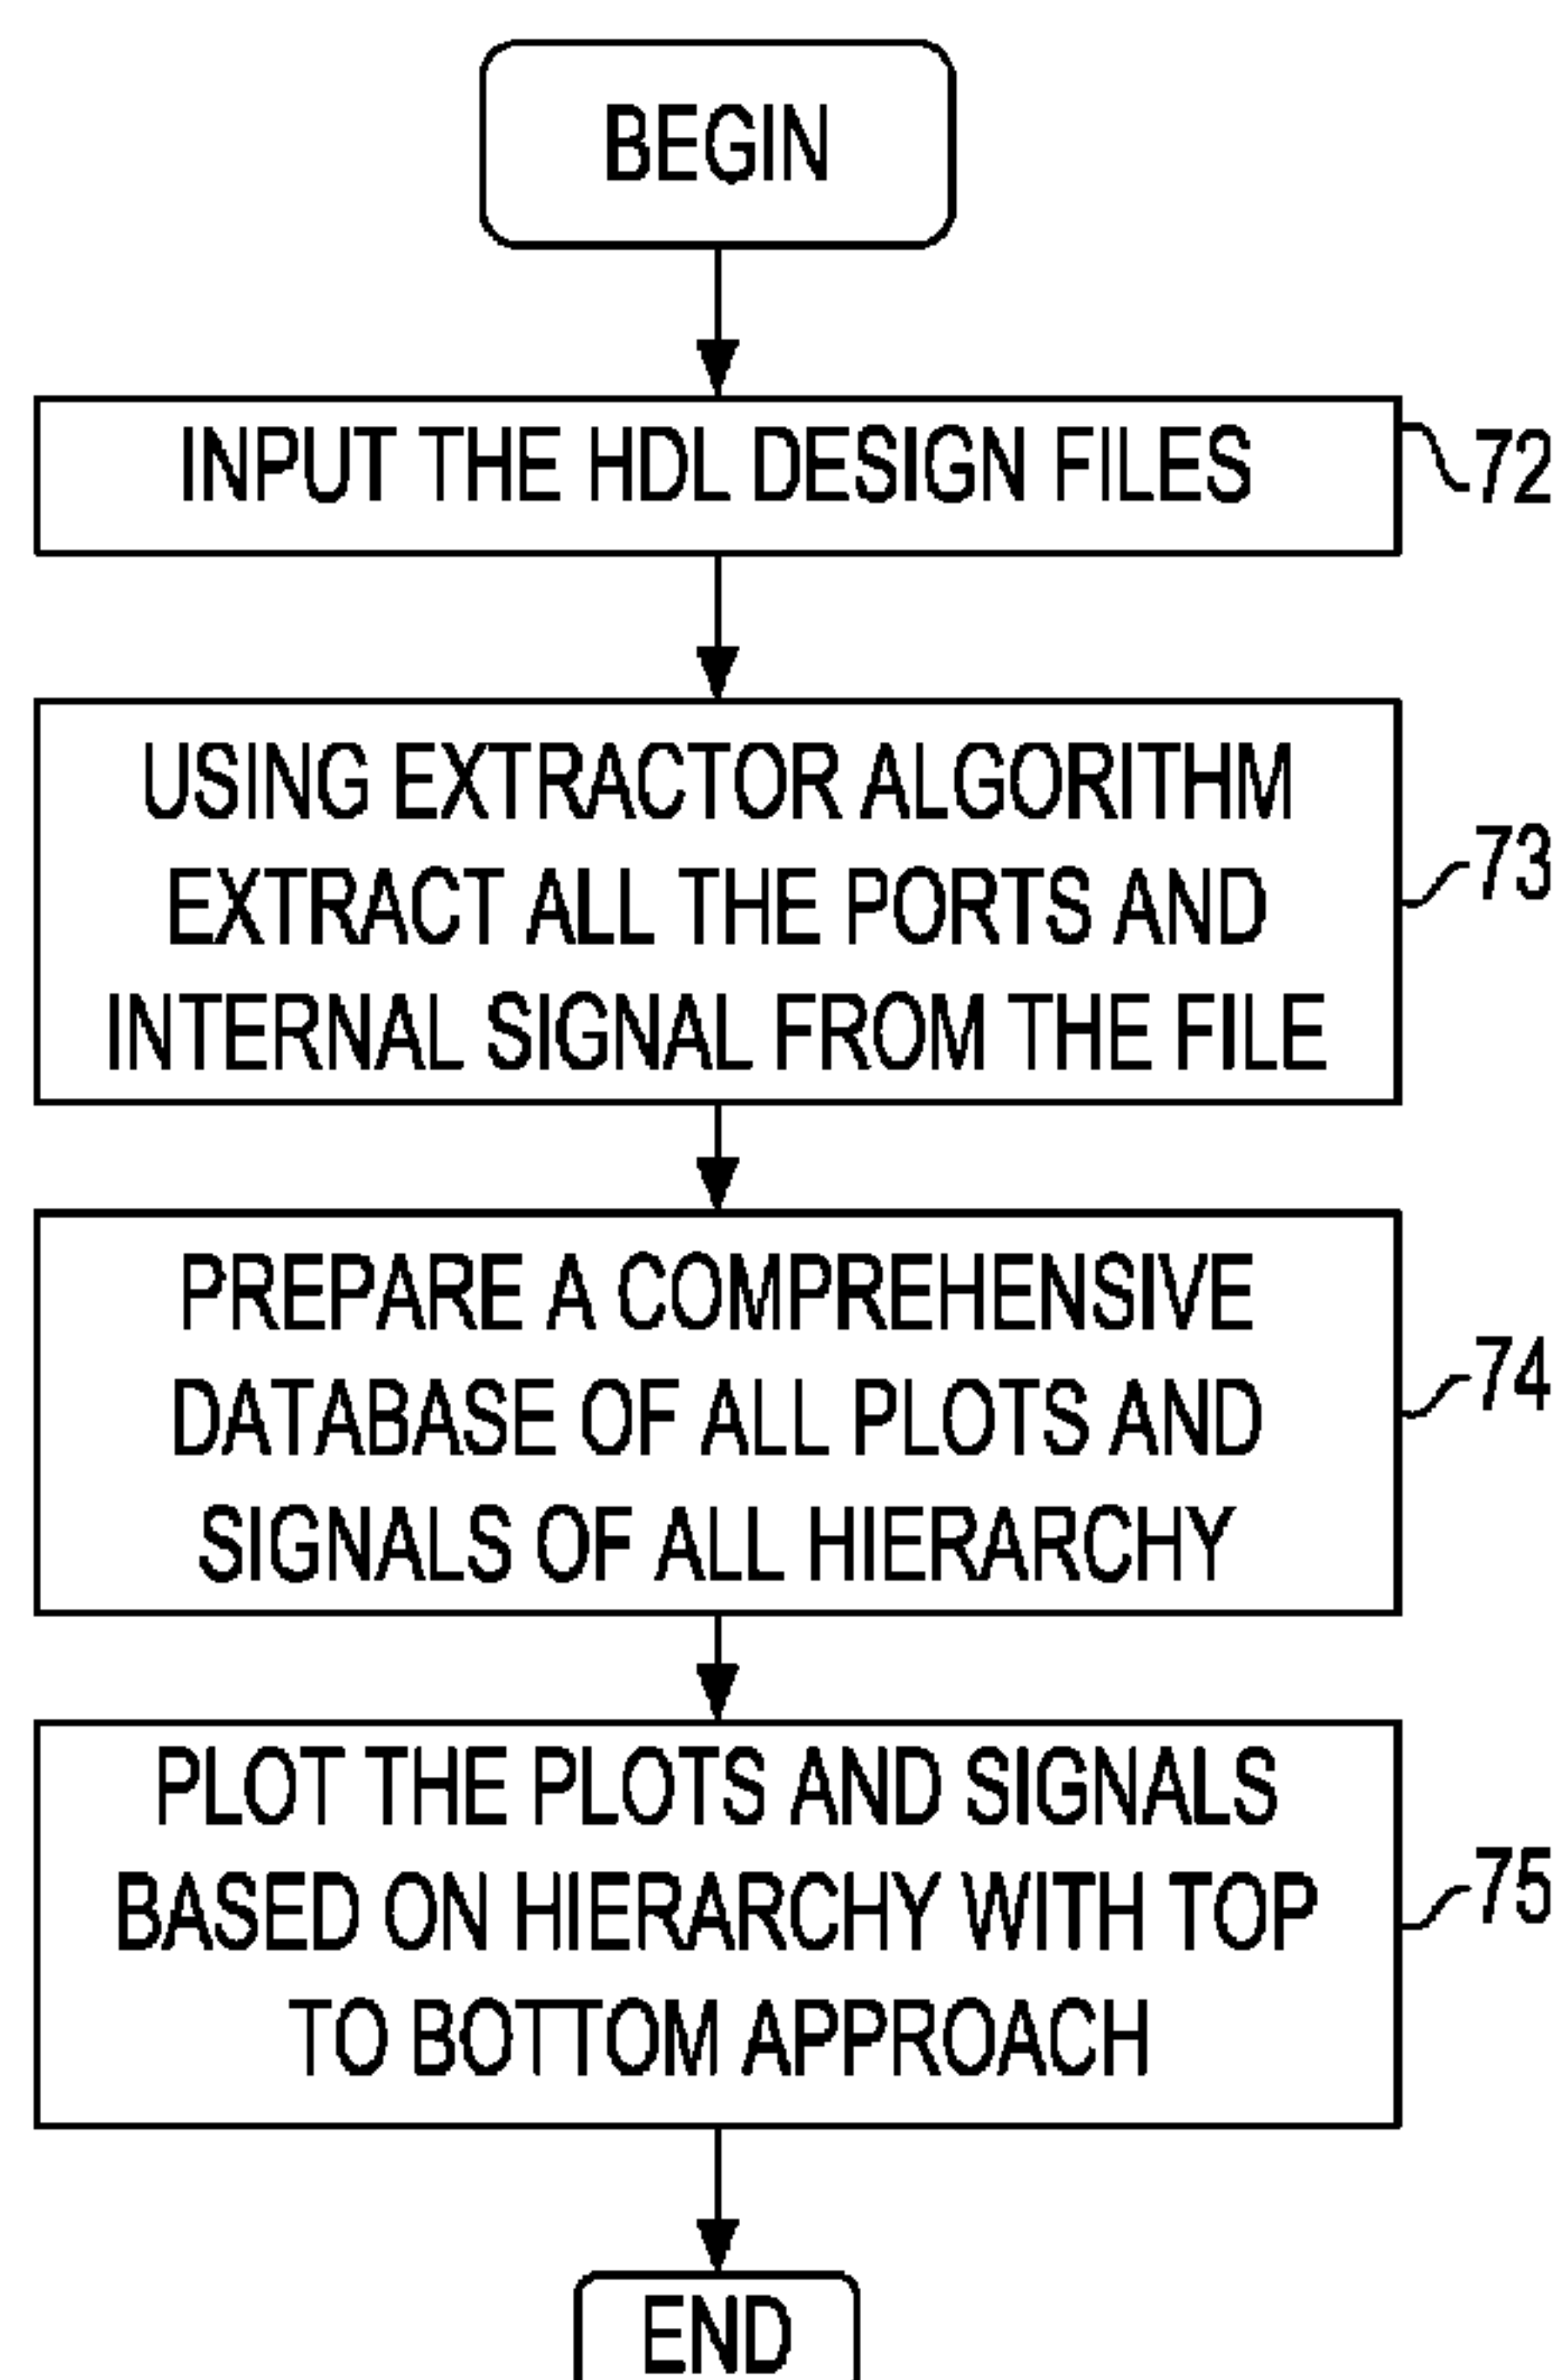 BEGIN
INPUT THE HDL DESIGN FILES
72
USING EXTRACTOR ALGORITHM
EXTRACT ALL THE PORTS AND
INTERNAL SIGNAL FROM THE FILE
73
PREPARE A COMPREHENSIVE
DATABASE OF ALL PLOTS AND
SIGNALS OF ALL HIERARCHY
74
PLOT THE PLOTS AND SIGNALS
BASED ON HIERARCHY WITH TOP
TO BOTTOM APPROACH
75
END